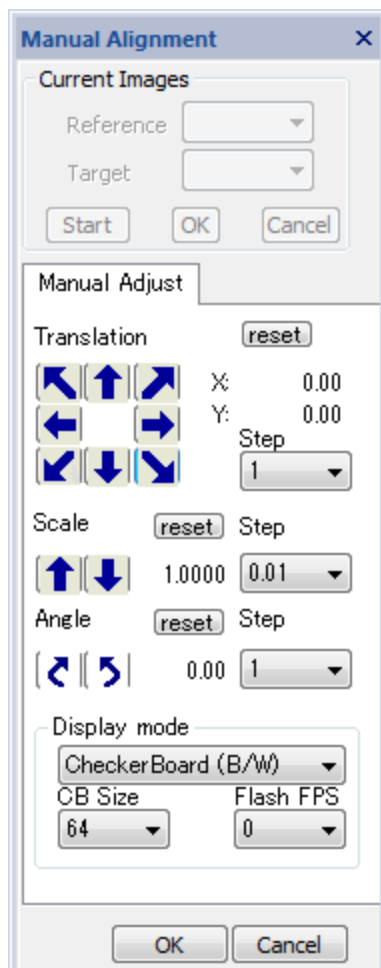 Manual Alignment
Current Images
Reference
Target
Start OK Cancel
Manual Adjust
Translation reset
X: 0.00
Y: 0.00
Step
1
Scale reset Step
1.0000 0.01
Angle reset Step
0.00 1
Display mode
CheckerBoard (B/W)
CB Size Flash FPS
64 0
OK Cancel